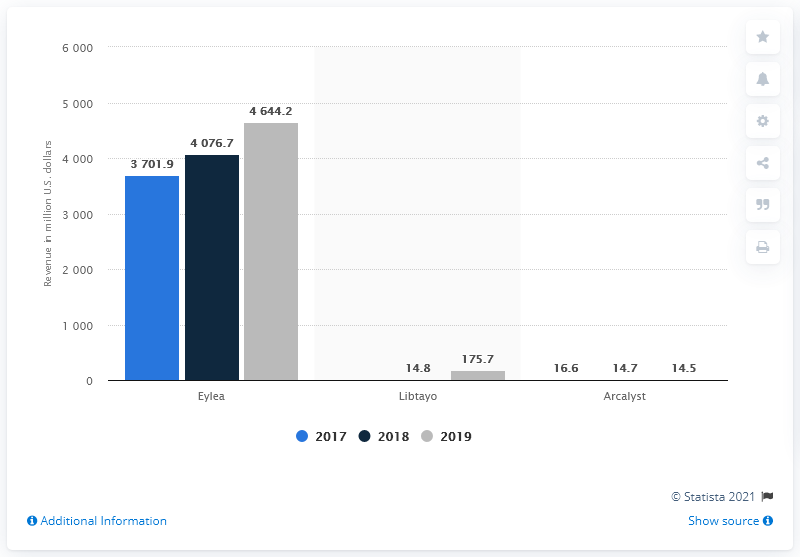 6 000
5 000
4 000
3 000
2 000
1 000
0
Revenue in million U.S. dollars
3 701.9
4 076.7
4 644.2
14.8
175.7
16.6
14.7
14.5
Eylea
Libtayo
Arcalyst
2017 2018 2019
© Statista 2021
Additional Information
Show source